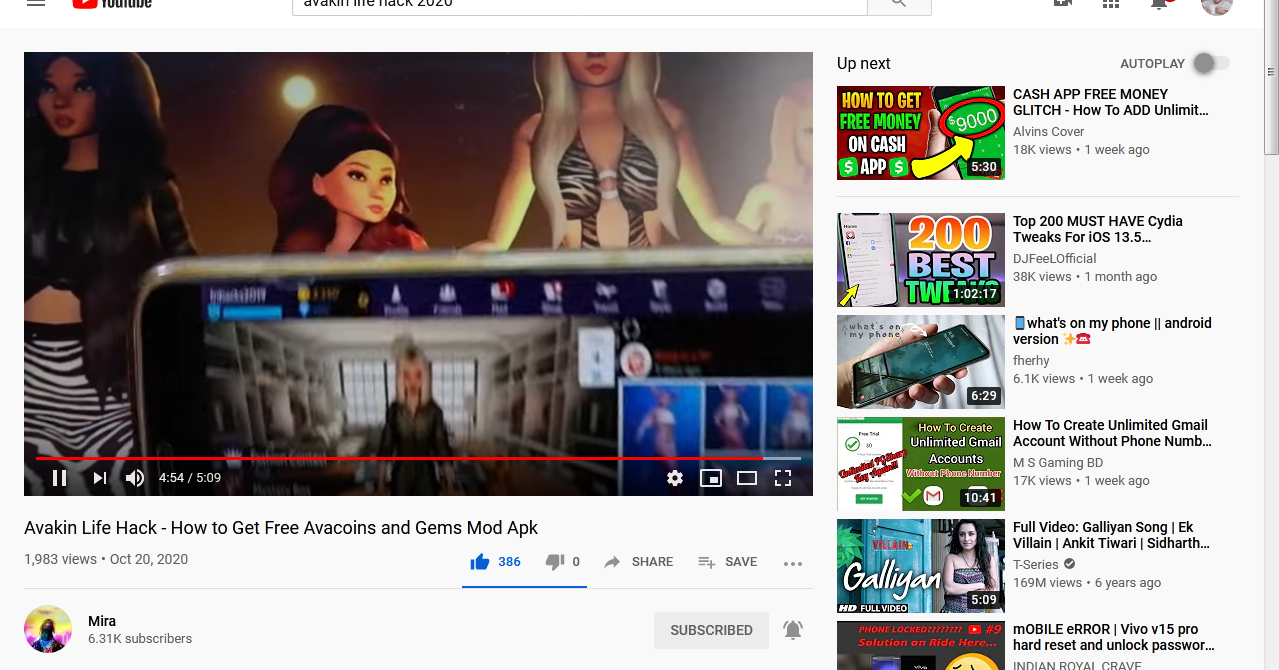 YouTube
avakin life hack 2020
4:54 / 5:09
Avakin Life Hack - How to Get Free Avacoins and Gems Mod Apk
1,983 views • Oct 20, 2020
386
0
SHARE
SAVE
Mira
6.31K subscribers
SUBSCRIBED
Up next
AUTOPLAY
HOW TO GET
FREE MONEY
ON CASH
$ APP $
$9000
5:30
CASH APP FREE MONEY
GLITCH - How To ADD Unlimit...
Alvins Cover
18K views • 1 week ago
200
BEST
TWEAKS
1:02:17
Top 200 MUST HAVE Cydia
Tweaks For iOS 13.5...
DJFeeLOfficial
38K views • 1 month ago
what's on
my phone
6:29
what's on my phone || android
version
fherhy
6.1K views • 1 week ago
Free Trial
$0
How To Create
Unlimited Gmail
Accounts
Without Phone Number
10:41
How To Create Unlimited Gmail
Account Without Phone Numb...
M S Gaming BD
17K views • 1 week ago
VILLAIN
Galliyan
HD FULL VIDEO
5:09
Full Video: Galliyan Song | Ek
Villain | Ankit Tiwari | Sidharth...
T-Series
169M views • 6 years ago
PHONE LOCKED???????? #9
Solution on Ride Here...
mOBILE eRROR | Vivo v15 pro
hard reset and unlock passwor...
INDIAN ROYAL CRAVE